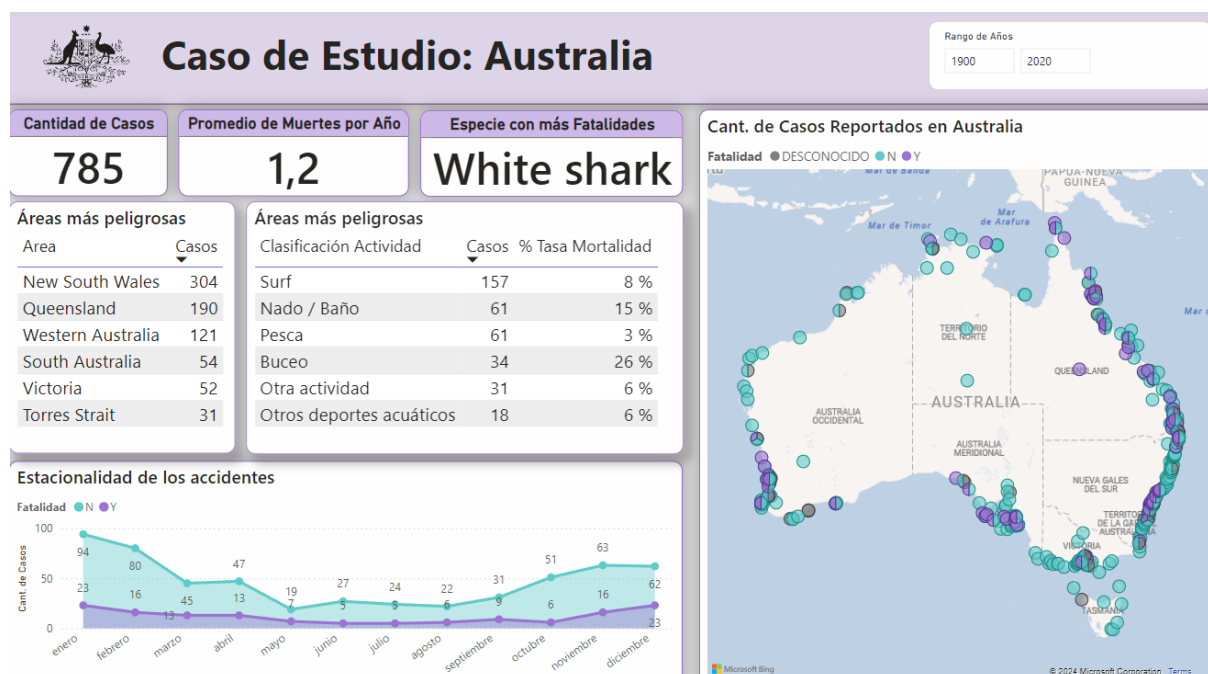 Caso de Estudio: Australia
Rango de Años
1900 2020
Cantidad de Casos
785
Promedio de Muertes por Año
1,2
Especie con más Fatalidades
White shark
Áreas más peligrosas
Area Casos
New South Wales 304
Queensland 190
Western Australia 121
South Australia 54
Victoria 52
Torres Strait 31
Áreas más peligrosas
Clasificación Actividad Casos % Tasa Mortalidad
Surf 157 8 %
Nado / Baño 61 15 %
Pesca 61 3 %
Buceo 34 26 %
Otra actividad 31 6 %
Otros deportes acuáticos 18 6 %
Estacionalidad de los accidentes
Fatalidad N Y
Cant. de Casos
100
50
0
94 80 45 47 19 27 24 22 31 51 63 62
23 16 13 13 7 5 5 6 9 6 16 23
enero febrero marzo abril mayo junio julio agosto septiembre octubre noviembre diciembre
Cant. de Casos Reportados en Australia
Fatalidad DESCONOCIDO N Y
Mar de Banda
PAPUA-NUEVA
GUINEA
Mar de Timor
Mar
de Arafura
TERRITORIO
DEL NORTE
QUEENSLAND
AUSTRALIA
AUSTRALIA
OCCIDENTAL
AUSTRALIA
MERIDIONAL
NUEVA GALES
DEL SUR
VICTORIA
TASMANIA
Microsoft Bing
© 2024 Microsoft Corporation Terms